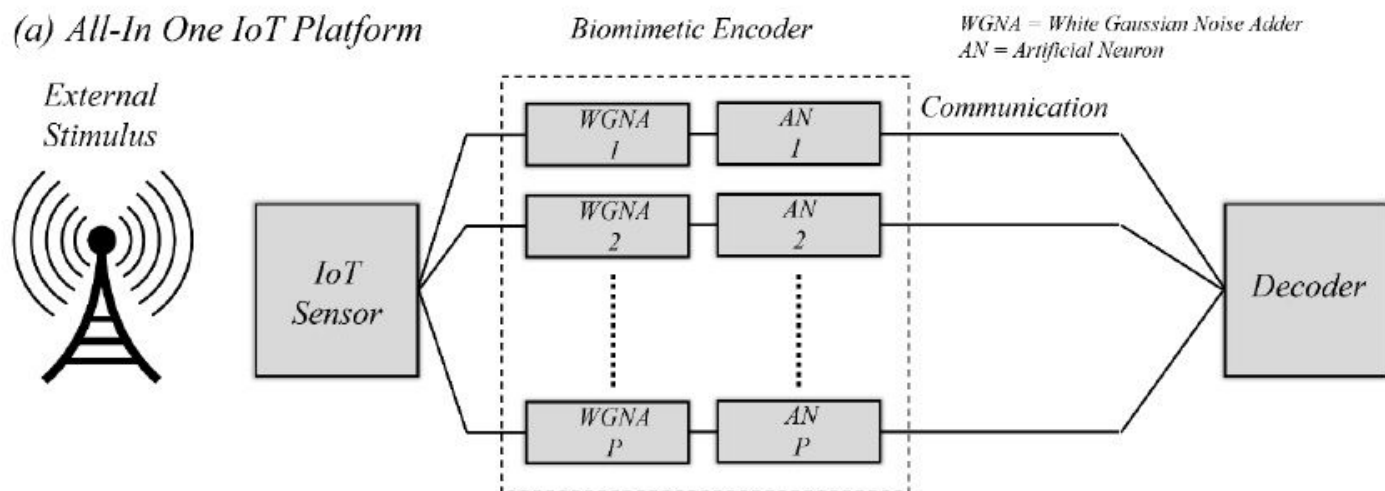 (a) All-In One IoT Platform
Biomimetic Encoder
WGNA = White Gaussian Noise Adder
AN = Artificial Neuron
External
Stimulus
Communication
WGNA
1
AN
1
WGNA
2
AN
2
IoT
Sensor
Decoder
WGNA
P
AN
P